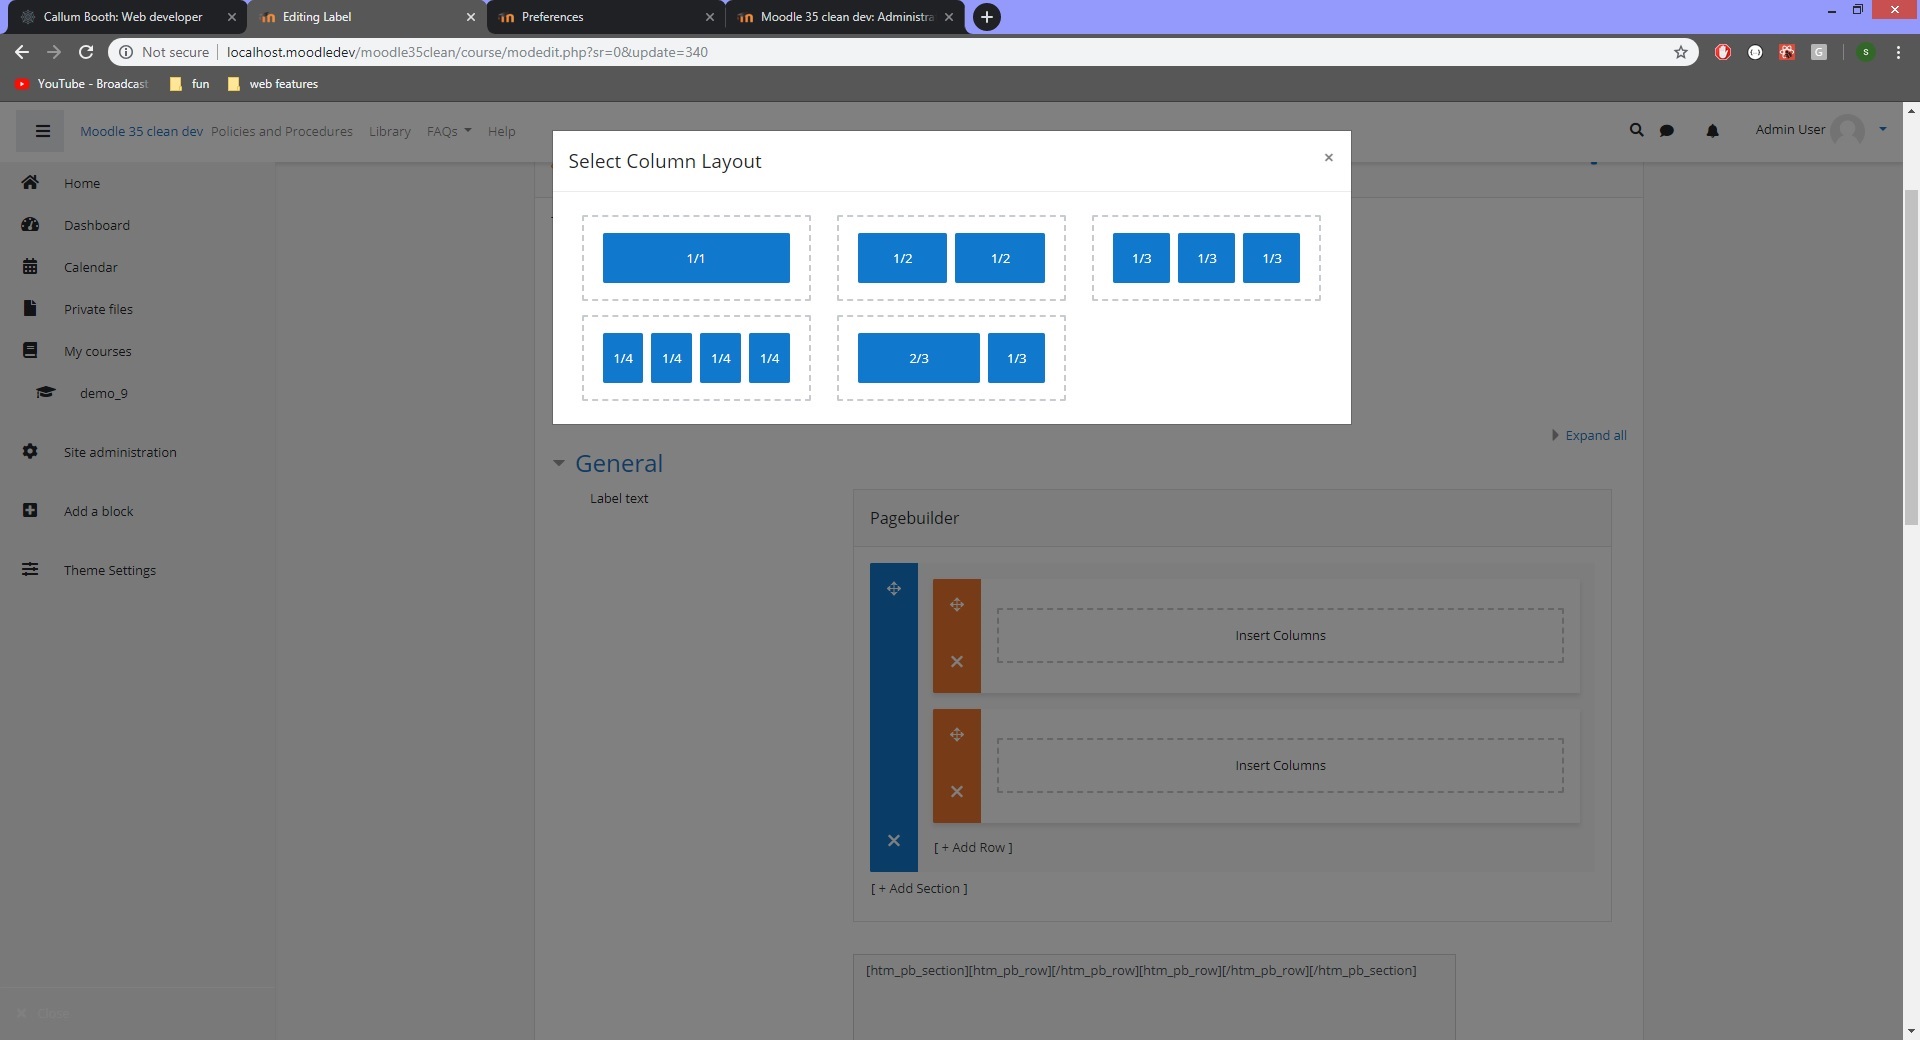 Callum Booth: Web developer
Editing Label
Preferences
Moodle 35 clean dev: Administra
Not secure
localhost.moodledev/moodle35clean/course/modedit.php?sr=0&update=340
G
s
YouTube - Broadcast
fun
web features
Moodle 35 clean dev
Policies and Procedures
Library
FAQs
Help
Admin User
Home
Dashboard
Calendar
Private files
My courses
demo_9
Site administration
Add a block
Theme Settings
Close
Select Column Layout
×
1/1
1/2 1/2
1/3 1/3 1/3
1/4 1/4 1/4 1/4
2/3 1/3
Expand all
General
Label text
Pagebuilder
Insert Columns
Insert Columns
[ + Add Row ]
[ + Add Section ]
[htm_pb_section][htm_pb_row][/htm_pb_row][htm_pb_row][/htm_pb_row][/htm_pb_section]